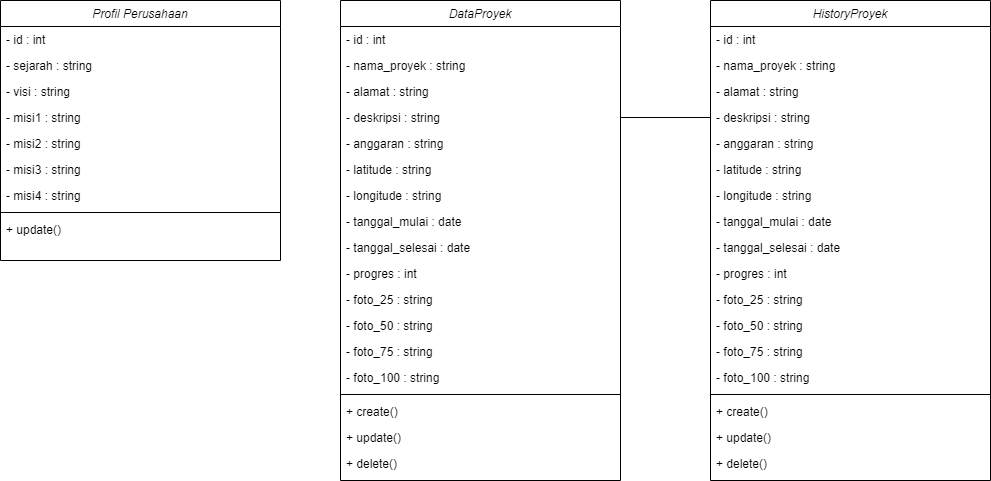 Profil Perusahaan
- id : int
- sejarah : string
- visi : string
- misi1 : string
- misi2 : string
- misi3 : string
- misi4 : string
+ update()
DataProyek
- id : int
- nama_proyek : string
- alamat : string
- deskripsi : string
- anggaran : string
- latitude : string
- longitude : string
- tanggal_mulai : date
- tanggal_selesai : date
- progres : int
- foto_25 : string
- foto_50 : string
- foto_75 : string
- foto_100 : string
+ create()
+ update()
+ delete()
HistoryProyek
- id : int
- nama_proyek : string
- alamat : string
- deskripsi : string
- anggaran : string
- latitude : string
- longitude : string
- tanggal_mulai : date
- tanggal_selesai : date
- progres : int
- foto_25 : string
- foto_50 : string
- foto_75 : string
- foto_100 : string
+ create()
+ update()
+ delete()